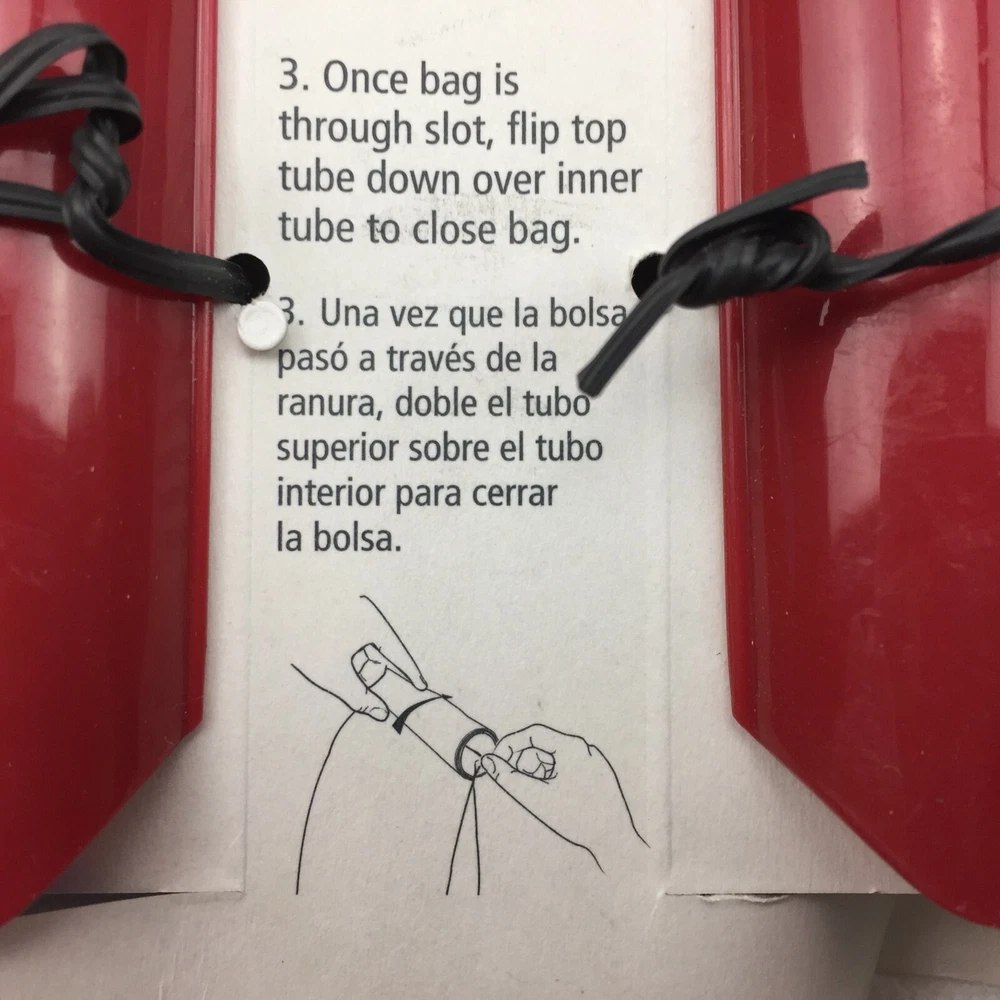 3. Once bag is
through slot, flip top
tube down over inner
tube to close bag.
3. Una vez que la bolsa
pasó a través de la
ranura, doble el tubo
superior sobre el tubo
interior para cerrar
la bolsa.